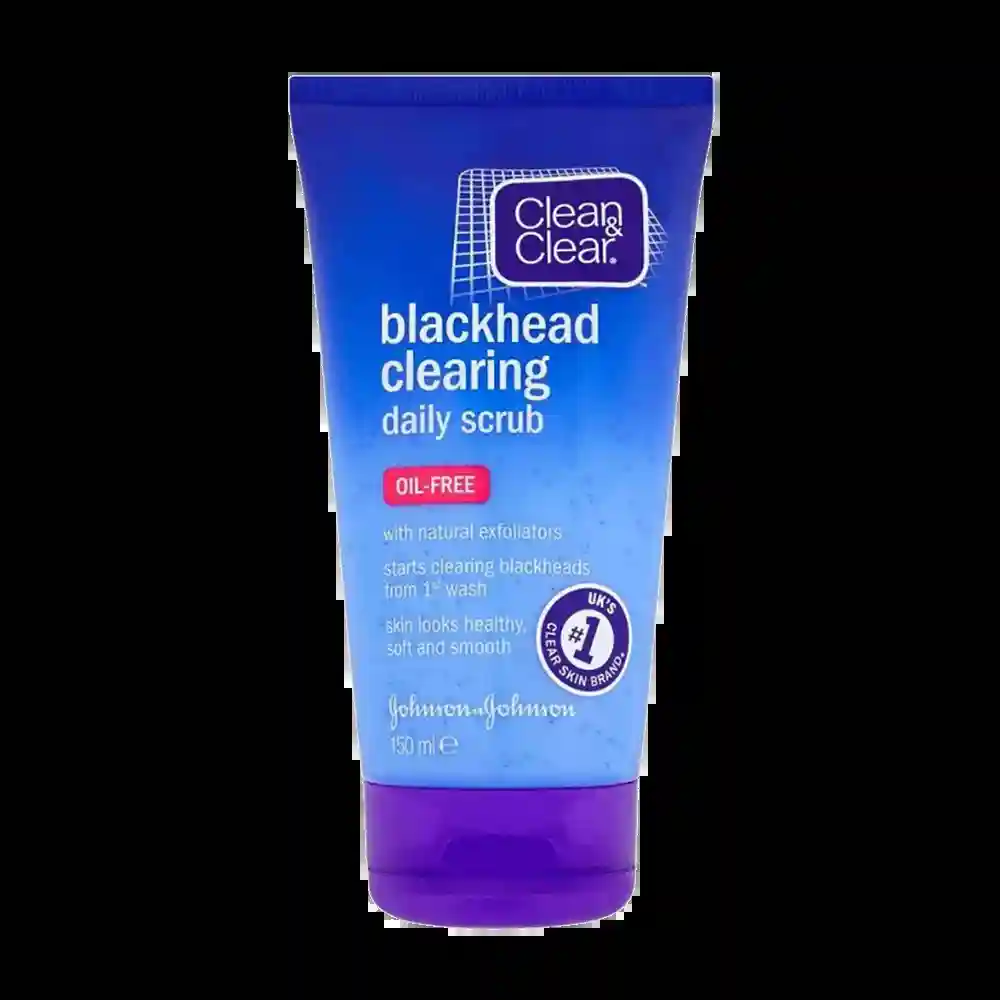 Clean
&
Clear®
blackhead
clearing
daily scrub
OIL-FREE
with natural exfoliators
starts clearing blackheads
from 1st wash
skin looks healthy,
soft and smooth
UK'S
#1
CLEAR SKIN BRAND.
Johnson & Johnson
150 ml ℮